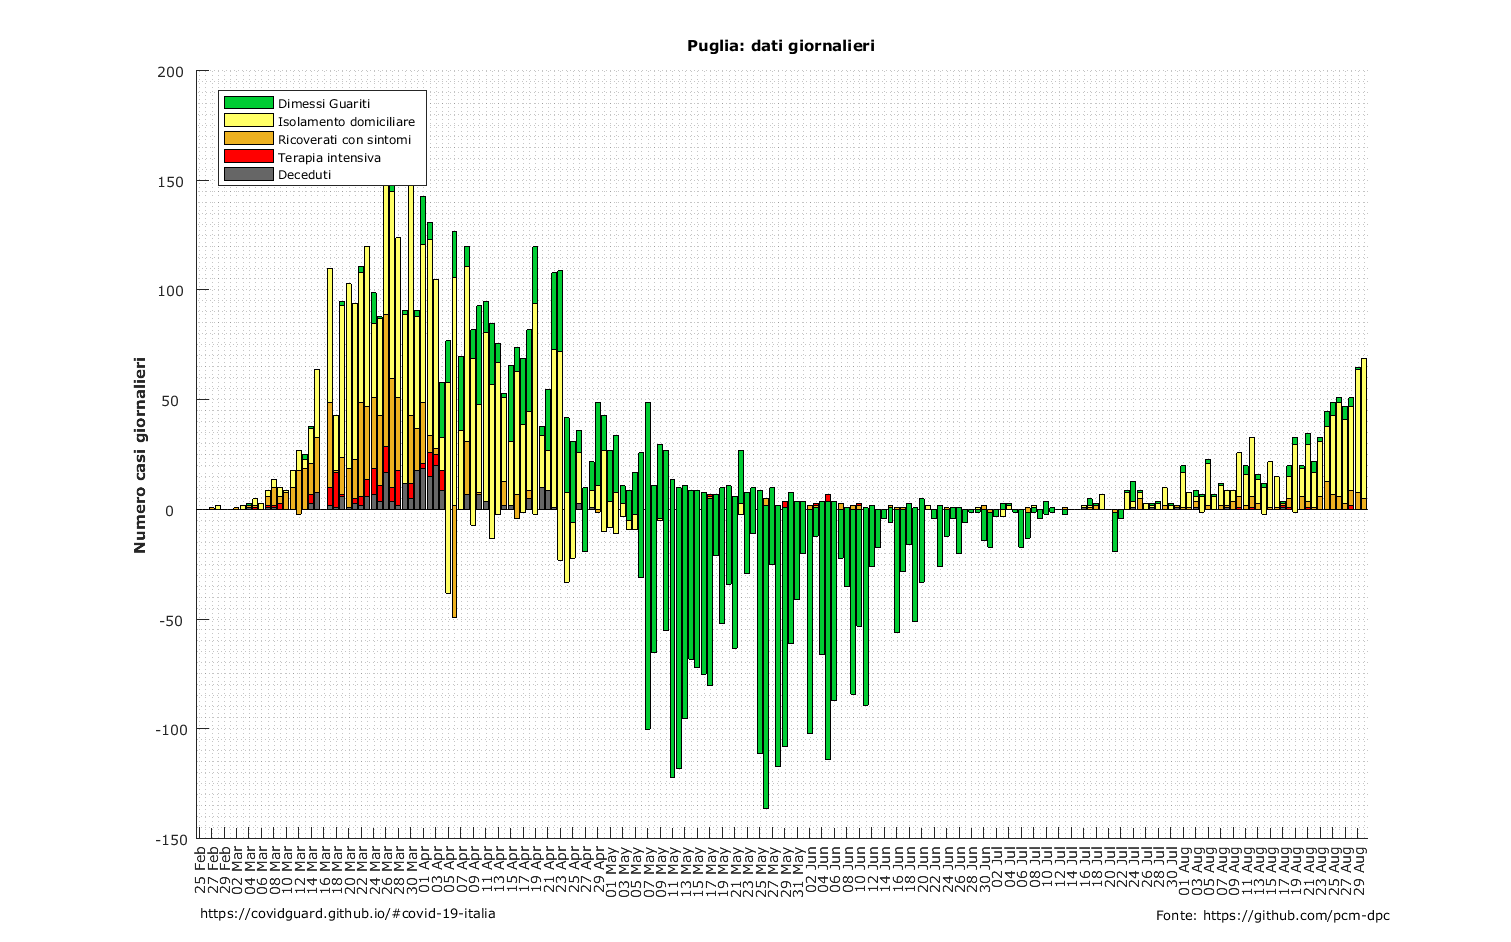 Puglia: dati giornalieri
200
Dimessi Guariti
Isolamento domiciliare
Ricoverati con sintomi
Terapia intensiva
Deceduti
150
100
50
0
-50
-100
-150
Numero casi giornalieri
25 Feb
27 Feb
29 Feb
02 Mar
04 Mar
06 Mar
08 Mar
10 Mar
12 Mar
14 Mar
16 Mar
18 Mar
20 Mar
22 Mar
24 Mar
26 Mar
28 Mar
30 Mar
01 Apr
03 Apr
05 Apr
07 Apr
09 Apr
11 Apr
13 Apr
15 Apr
17 Apr
19 Apr
21 Apr
23 Apr
25 Apr
27 Apr
29 Apr
01 May
03 May
05 May
07 May
09 May
11 May
13 May
15 May
17 May
19 May
21 May
23 May
25 May
27 May
29 May
31 May
02 Jun
04 Jun
06 Jun
08 Jun
10 Jun
12 Jun
14 Jun
16 Jun
18 Jun
20 Jun
22 Jun
24 Jun
26 Jun
28 Jun
30 Jun
02 Jul
04 Jul
06 Jul
08 Jul
10 Jul
12 Jul
14 Jul
16 Jul
18 Jul
20 Jul
22 Jul
24 Jul
26 Jul
28 Jul
30 Jul
01 Aug
03 Aug
05 Aug
07 Aug
09 Aug
11 Aug
13 Aug
15 Aug
17 Aug
19 Aug
21 Aug
23 Aug
25 Aug
27 Aug
29 Aug
https://covidguard.github.io/#covid-19-italia
Fonte: https://github.com/pcm-dpc